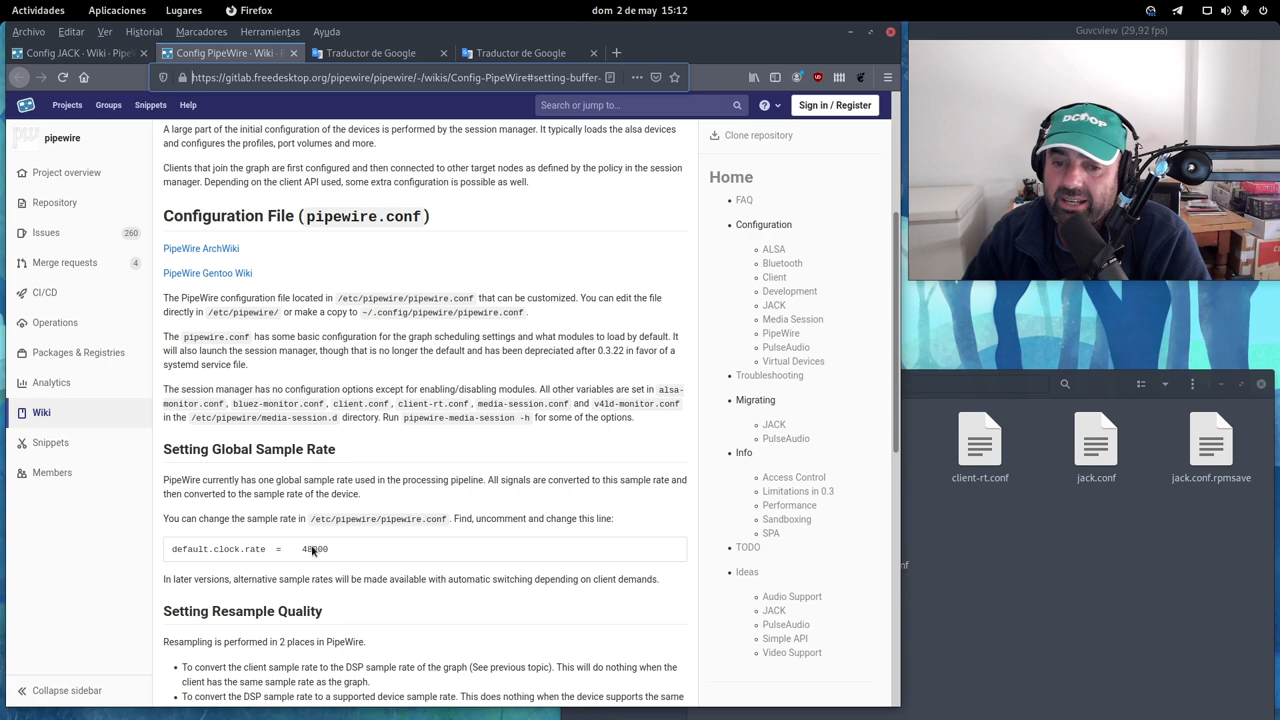 Actividades Aplicaciones Lugares Firefox dom 2 de may 15:12
Archivo Editar Ver Historial Marcadores Herramientas Ayuda
Guvcview (29,92 fps)
Config JACK · Wiki · Pip Config PipeWire · Wiki · P Traductor de Google Traductor de Google
https://gitlab.freedesktop.org/pipewire/pipewire/-/wikis/Config-PipeWire#setting-buffer-
Projects Groups Snippets Help Search or jump to... Sign in / Register
pipewire
Project overview
Repository
Issues 260
Merge requests 4
CI/CD
Operations
Packages & Registries
Analytics
Wiki
Snippets
Members
Collapse sidebar
A large part of the initial configuration of the devices is performed by the session manager. It typically loads the alsa devices
and configures the profiles, port volumes and more.
Clients that join the graph are first configured and then connected to other target nodes as defined by the policy in the session
manager. Depending on the client API used, some extra configuration is possible as well.
Configuration File (pipewire.conf)
PipeWire ArchWiki
PipeWire Gentoo Wiki
The PipeWire configuration file located in /etc/pipewire/pipewire.conf that can be customized. You can edit the file
directly in /etc/pipewire/ or make a copy to ~/.config/pipewire/pipewire.conf.
The pipewire.conf has some basic configuration for the graph scheduling settings and what modules to load by default. It
will also launch the session manager, though that is no longer the default and has been depreciated after 0.3.22 in favor of a
systemd service file.
The session manager has no configuration options except for enabling/disabling modules. All other variables are set in alsa-
monitor.conf, bluez-monitor.conf, client.conf, client-rt.conf, media-session.conf and v4ld-monitor.conf
in the /etc/pipewire/media-session.d directory. Run pipewire-media-session -h for some of the options.
Setting Global Sample Rate
PipeWire currently has one global sample rate used in the processing pipeline. All signals are converted to this sample rate and
then converted to the sample rate of the device.
You can change the sample rate in /etc/pipewire/pipewire.conf. Find, uncomment and change this line:
default.clock.rate = 48000
In later versions, alternative sample rates will be made available with automatic switching depending on client demands.
Setting Resample Quality
Resampling is performed in 2 places in PipeWire.
• To convert the client sample rate to the DSP sample rate of the graph (See previous topic). This will do nothing when the
client has the same sample rate as the graph.
• To convert the DSP sample rate to a supported device sample rate. This does nothing when the device supports the same
Clone repository
Home
• FAQ
• Configuration
ALSA
Bluetooth
Client
Development
JACK
Media Session
PipeWire
PulseAudio
Virtual Devices
• Troubleshooting
• Migrating
JACK
PulseAudio
• Info
Access Control
Limitations in 0.3
Performance
Sandboxing
SPA
• TODO
• Ideas
Audio Support
JACK
PulseAudio
Simple API
Video Support
client-rt.conf jack.conf jack.conf.rpmsave
nf